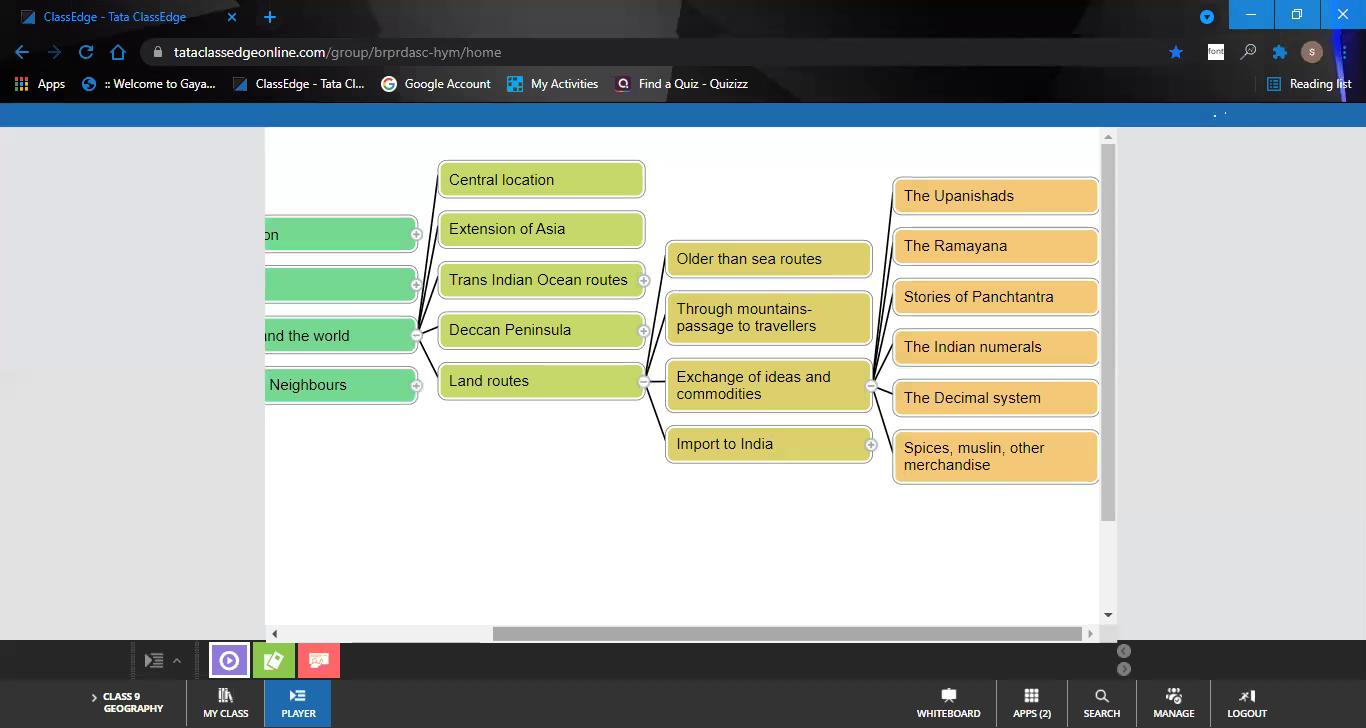 ClassEdge - Tata ClassEdge
tataclassedgeonline.com/group/brprdasc-hym/home
font
S
Apps
:: Welcome to Gaya...
ClassEdge - Tata Cl...
Google Account
My Activities
Find a Quiz - Quizizz
Reading list
on
and the world
Neighbours
Central location
Extension of Asia
Trans Indian Ocean routes
Deccan Peninsula
Land routes
Older than sea routes
Through mountains-
passage to travellers
Exchange of ideas and
commodities
Import to India
The Upanishads
The Ramayana
Stories of Panchtantra
The Indian numerals
The Decimal system
Spices, muslin, other
merchandise
CLASS 9
GEOGRAPHY
MY CLASS
PLAYER
WHITEBOARD
APPS (2)
SEARCH
MANAGE
LOGOUT